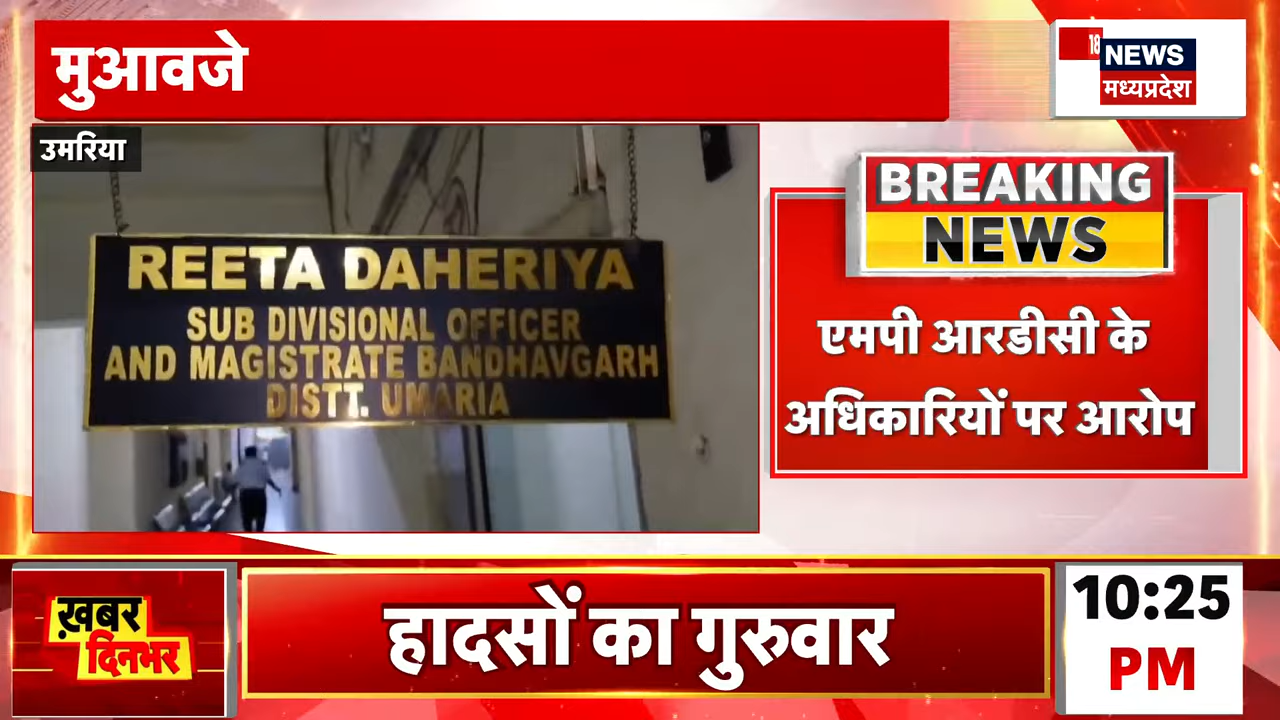 मुआवजे
18
NEWS
मध्यप्रदेश
उमरिया
REETA DAHERIYA
SUB DIVISIONAL OFFICER
AND MAGISTRATE BANDHAVGARH
DISTT. UMARIA
BREAKING
NEWS
एमपी आरडीसी के
अधिकारियों पर आरोप
ख़बर
दिनभर
हादसों का गुरुवार
10:25
PM